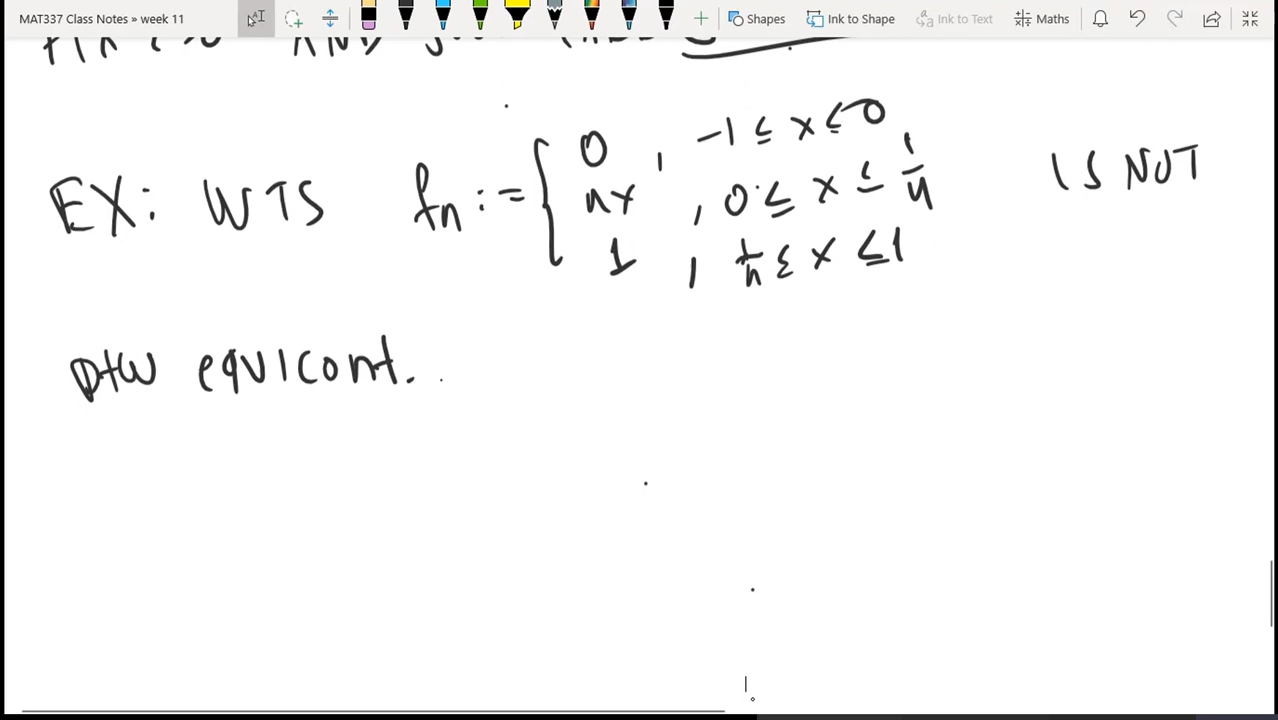 MAT337 Class Notes » week 11
Shapes
Ink to Shape
Ink to Text
Maths
AND
EX: WTS fn := { 0 , -1 ≤ x ≤ 0
nx , 0 ≤ x ≤ 1/n
1 , 1/n ≤ x ≤ 1
IS NOT
ptw equicont.